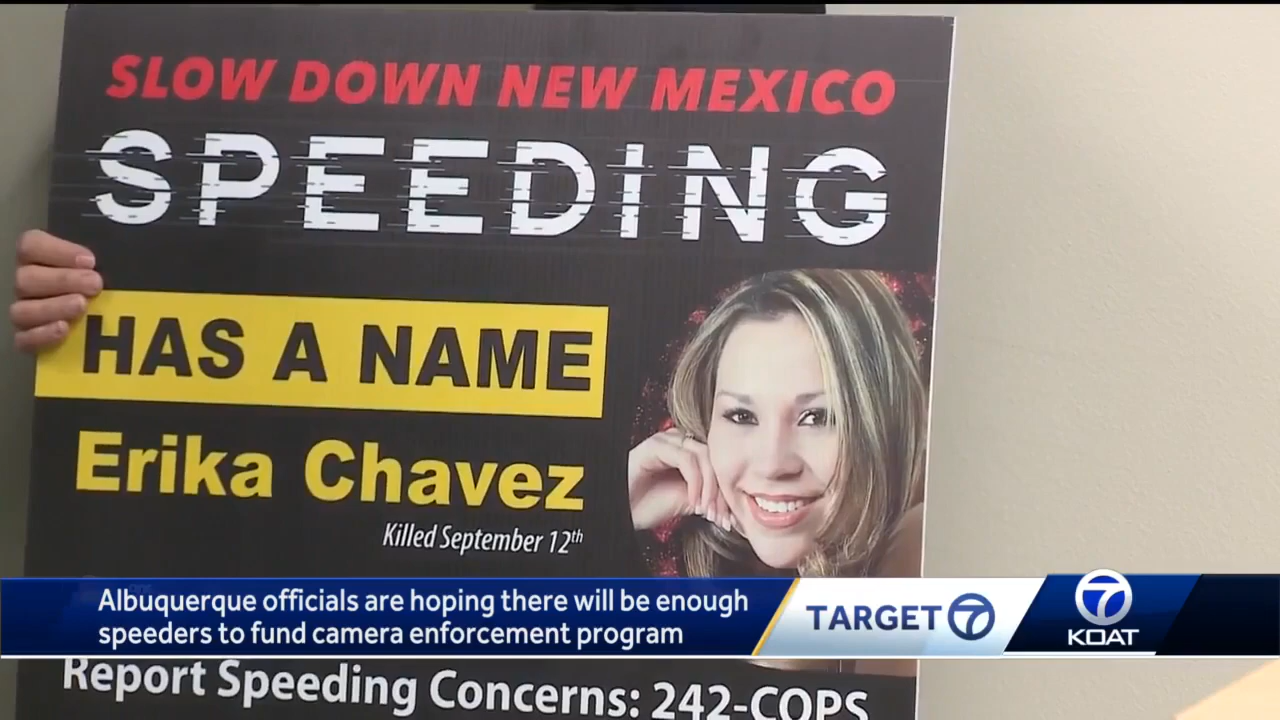 SLOW DOWN NEW MEXICO
SPEEDING
HAS A NAME
Erika Chavez
Killed September 12th
Albuquerque officials are hoping there will be enough
speeders to fund camera enforcement program
TARGET 7
7
KOAT
Report Speeding Concerns: 242-COPS